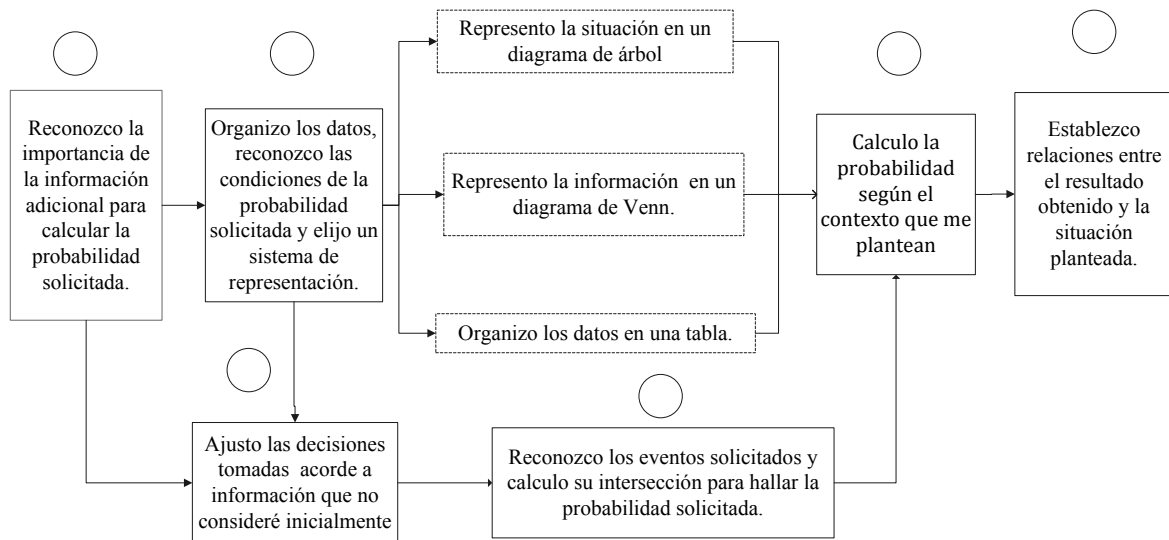 Reconozco la
importancia de
la información
adicional para
calcular la
probabilidad
solicitada.
Organizo los datos,
reconozco las
condiciones de la
probabilidad
solicitada y elijo un
sistema de
representación.
Represento la situación en un
diagrama de árbol
Represento la información en un
diagrama de Venn.
Organizo los datos en una tabla.
Calculo la
probabilidad
según el
contexto que me
plantean
Establezco
relaciones entre
el resultado
obtenido y la
situación
planteada.
Ajusto las decisiones
tomadas acorde a
información que no
consideré inicialmente
Reconozco los eventos solicitados y
calculo su intersección para hallar la
probabilidad solicitada.